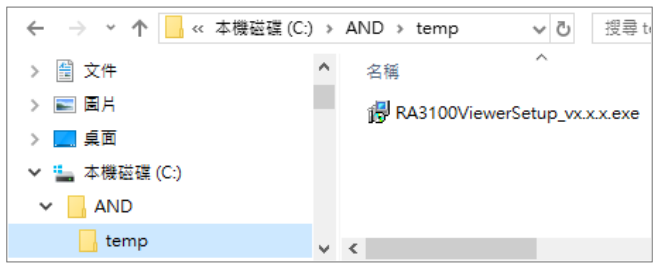 « 本機磁碟 (C:) › AND › temp
搜尋 t
文件
圖片
桌面
本機磁碟 (C:)
AND
temp
名稱
RA3100ViewerSetup_vx.x.x.exe